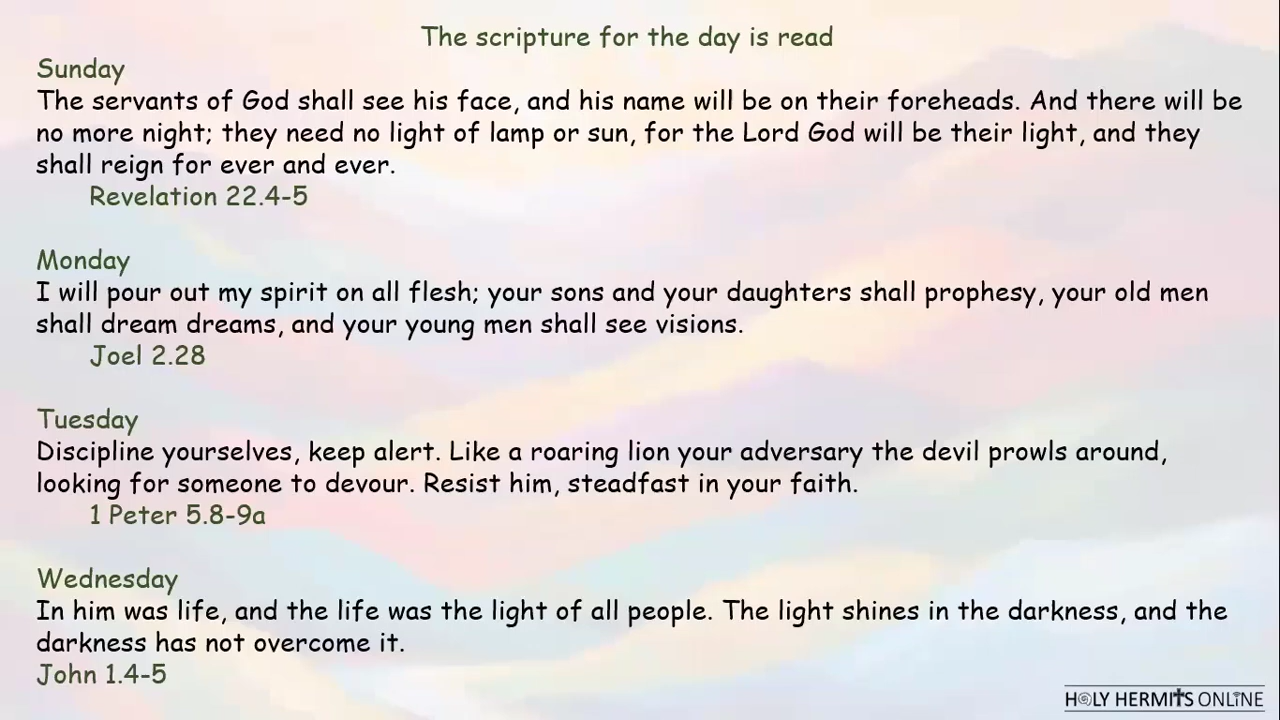 The scripture for the day is read
Sunday
The servants of God shall see his face, and his name will be on their foreheads. And there will be
no more night; they need no light of lamp or sun, for the Lord God will be their light, and they
shall reign for ever and ever.
Revelation 22.4-5
Monday
I will pour out my spirit on all flesh; your sons and your daughters shall prophesy, your old men
shall dream dreams, and your young men shall see visions.
Joel 2.28
Tuesday
Discipline yourselves, keep alert. Like a roaring lion your adversary the devil prowls around,
looking for someone to devour. Resist him, steadfast in your faith.
1 Peter 5.8-9a
Wednesday
In him was life, and the life was the light of all people. The light shines in the darkness, and the
darkness has not overcome it.
John 1.4-5
HOLY HERMITS ONLINE